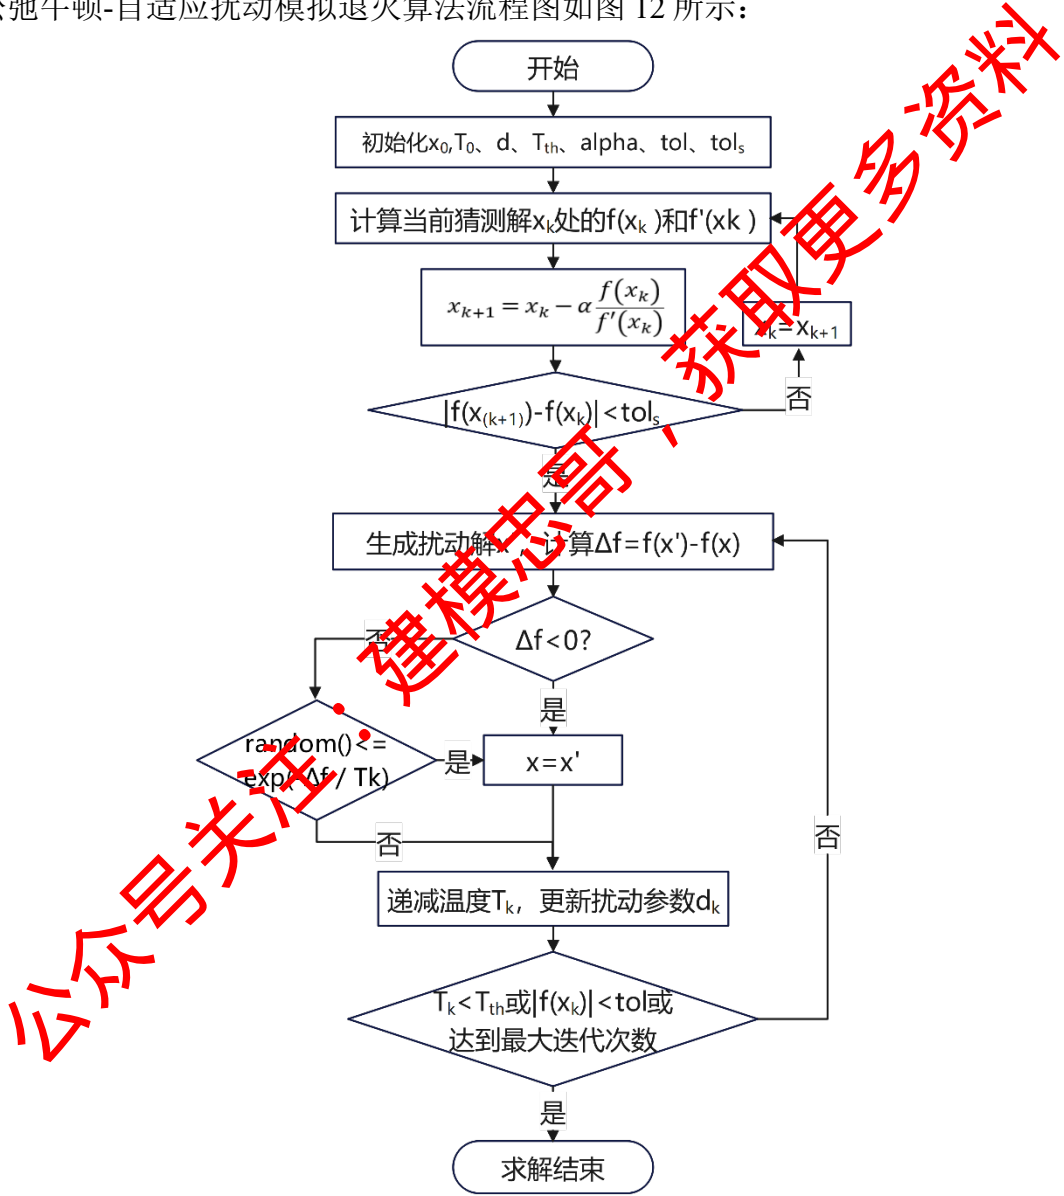 弛牛顿-自适应扰动模拟退火算法流程图如图 12 所示：
开始
初始化x₀,T₀、d、Tₜₕ、alpha、tol、tolₛ
计算当前猜测解xₖ处的f(xₖ )和f'(xk )
xₖ₊₁ = xₖ − α f(xₖ)/f′(xₖ)
xₖ=xₖ₊₁
|f(x₍ₖ₊₁₎)-f(xₖ)|<tolₛ
否
是
生成扰动解x'，计算Δf=f(x')-f(x)
Δf<0?
否
是
random()<=
exp(-Δf / Tk)
是
x=x'
否
否
递减温度Tₖ，更新扰动参数dₖ
Tₖ<Tₜₕ或|f(xₖ)|<tol或
达到最大迭代次数
是
求解结束
公众号关注：建模忠哥，获取更多资料